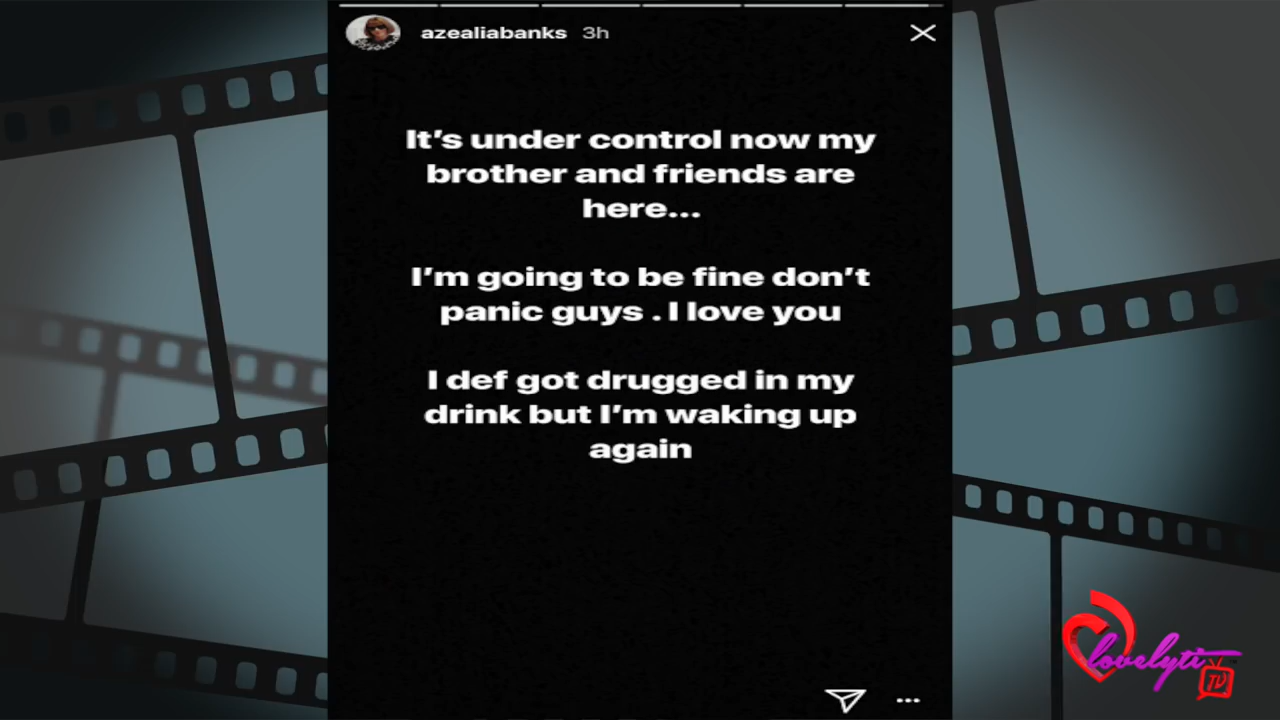 azealiabanks 3h
It's under control now my
brother and friends are
here...
I'm going to be fine don't
panic guys . I love you
I def got drugged in my
drink but I'm waking up
again
lovelyti
TV